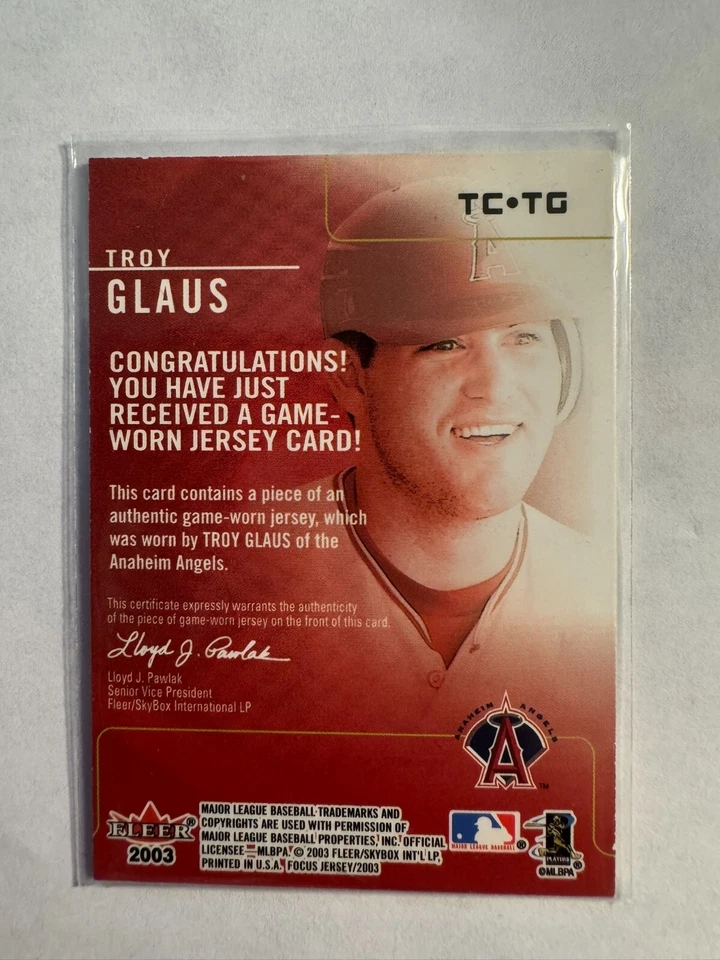 TC•TG
TROY
GLAUS
CONGRATULATIONS!
YOU HAVE JUST
RECEIVED A GAME-
WORN JERSEY CARD!
This card contains a piece of an
authentic game-worn jersey, which
was worn by TROY GLAUS of the
Anaheim Angels.
This certificate expressly warrants the authenticity
of the piece of game-worn jersey on the front of this card.
Lloyd J. Pawlak
Lloyd J. Pawlak
Senior Vice President
Fleer/SkyBox International LP
ANAHEIM ANGELS
A
TM
FLEER®
2003
MAJOR LEAGUE BASEBALL TRADEMARKS AND
COPYRIGHTS ARE USED WITH PERMISSION OF
MAJOR LEAGUE BASEBALL PROPERTIES, INC. OFFICIAL
LICENSEE—MLBPA. © 2003 FLEER/SKYBOX INT'L LP,
PRINTED IN U.S.A. FOCUS JERSEY/2003
MAJOR LEAGUE BASEBALL®
PLAYERS
©MLBPA®